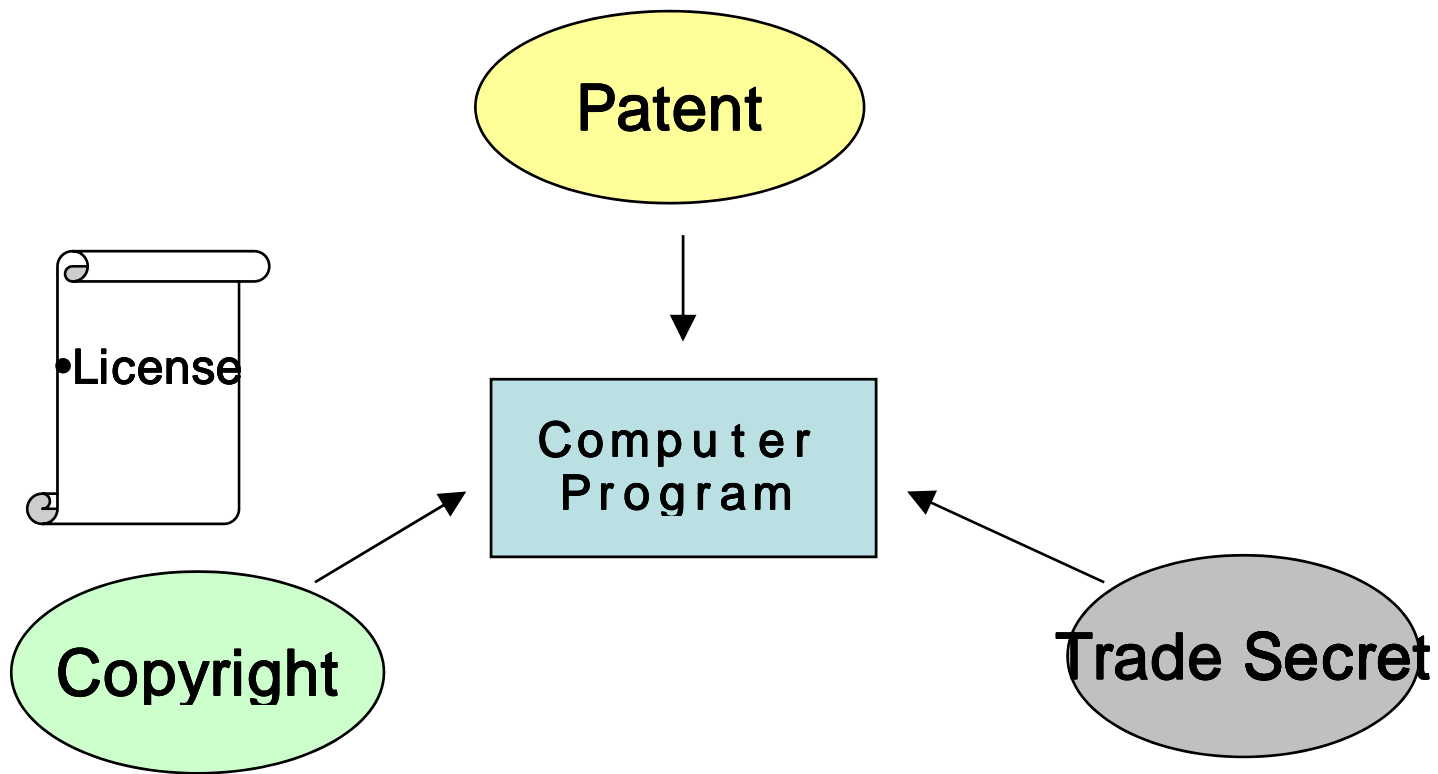 Patent
•License
Computer
Program
Copyright
Trade Secret